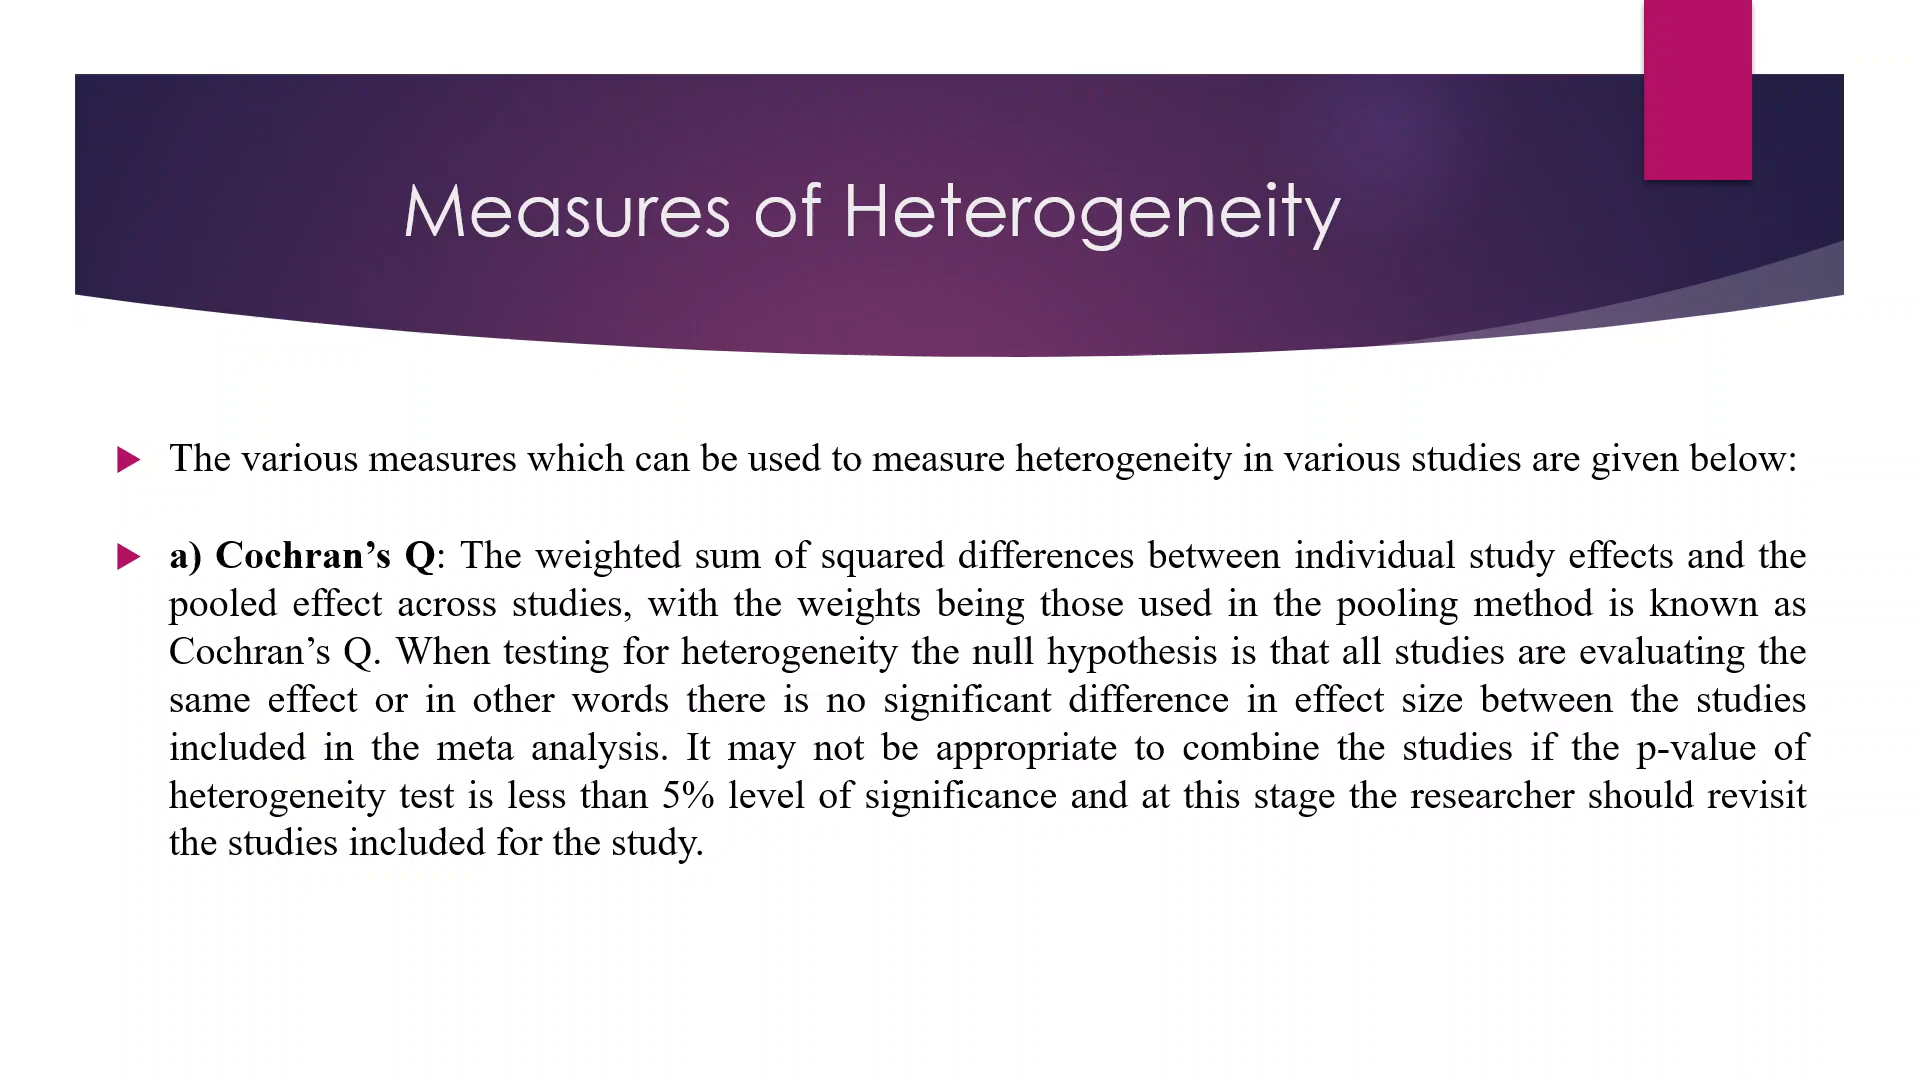 Measures of Heterogeneity
The various measures which can be used to measure heterogeneity in various studies are given below:
a) Cochran’s Q: The weighted sum of squared differences between individual study effects and the
pooled effect across studies, with the weights being those used in the pooling method is known as
Cochran’s Q. When testing for heterogeneity the null hypothesis is that all studies are evaluating the
same effect or in other words there is no significant difference in effect size between the studies
included in the meta analysis. It may not be appropriate to combine the studies if the p-value of
heterogeneity test is less than 5% level of significance and at this stage the researcher should revisit
the studies included for the study.